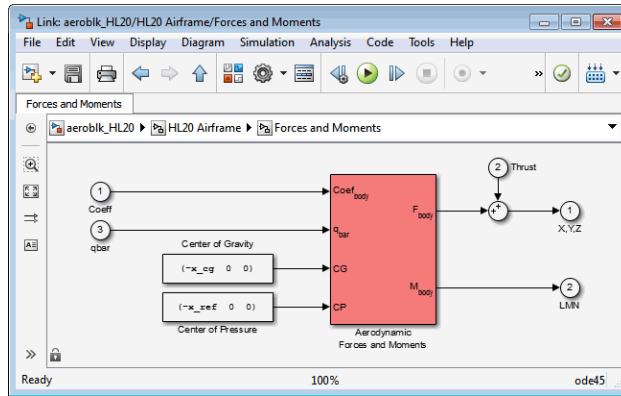 Link: aeroblk_HL20/HL20 Airframe/Forces and Moments
File Edit View Display Diagram Simulation Analysis Code Tools Help
»
Forces and Moments
aeroblk_HL20 ▶ HL20 Airframe ▶ Forces and Moments
2 Thrust
1
Coeff
Coef body
F body
++
1
X,Y,Z
3
qbar
q bar
Center of Gravity
(-x_cg 0 0)
CG
M body
2
LMN
(-x_ref 0 0)
CP
Center of Pressure
Aerodynamic
Forces and Moments
A
»
Ready 100% ode45